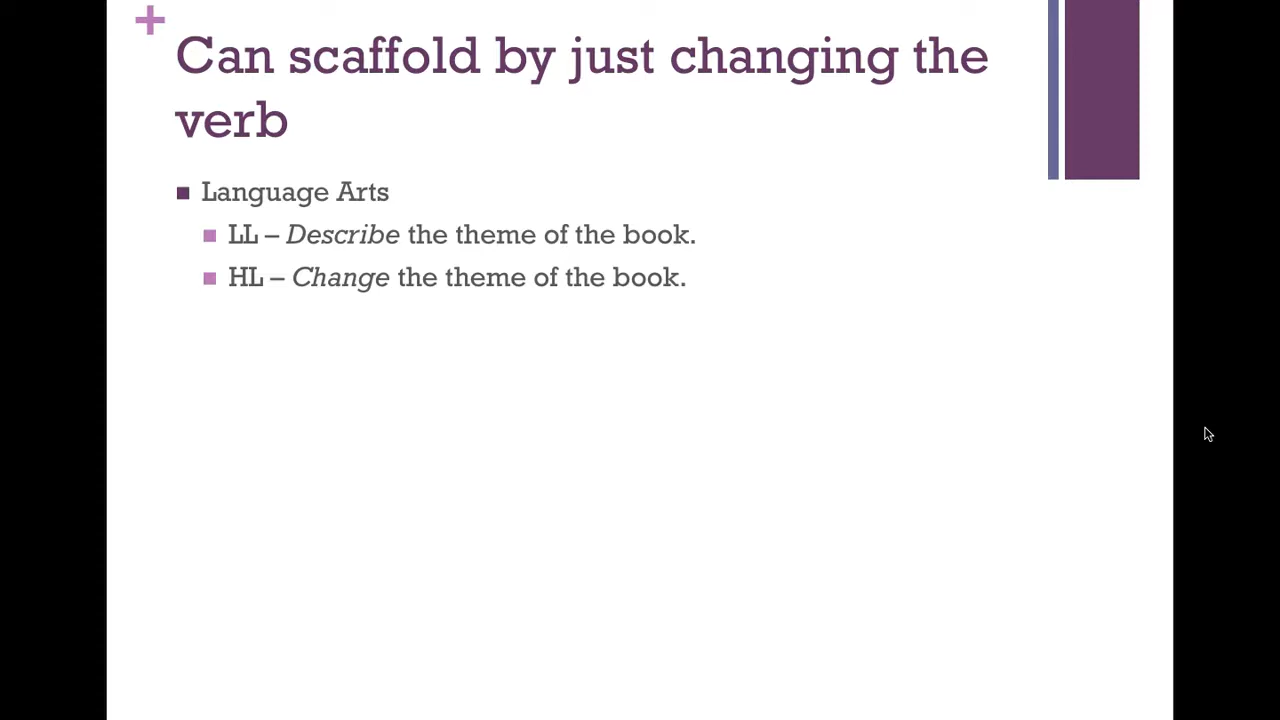 Can scaffold by just changing the
verb
Language Arts
LL – Describe the theme of the book.
HL – Change the theme of the book.